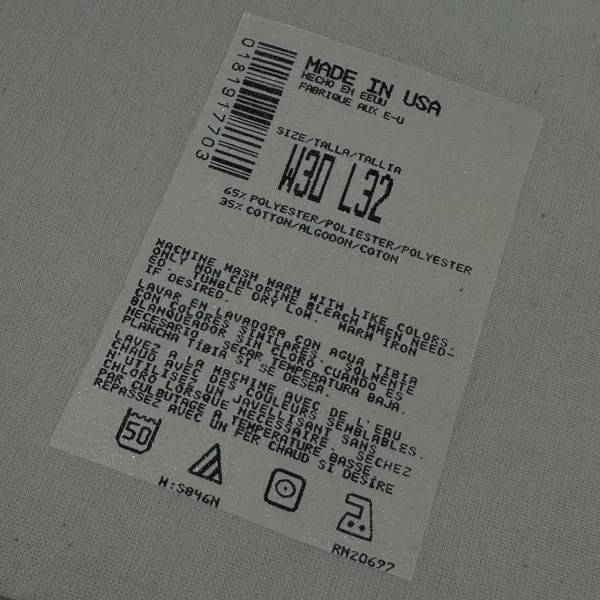 MADE IN USA
HECHO EN EEUU
FABRIQUE AUX E-U
0181917703
SIZE/TALLA/TALLIA
W30 L32
65% POLYESTER/POLIESTER/POLYESTER
35% COTTON/ALGODON/COTON
MACHINE WASH WARM WITH LIKE COLORS.
ONLY NON CHLORINE BLEACH WHEN NEED-
ED. TUMBLE DRY LOW. WARM IRON
IF DESIRED.
LAVAR EN LAVADORA CON AGUA TIBIA
CON COLORES SIMILARES. SOLMENTE
BLANQUEADOR SIN CLORO CUANDO ES
NECESARIO. SECAR TEMPERATURA BAJA.
PLANCHA TIBIA SI SE DESEA.
LAVEZ A LA MACHINE AVEC DE L'EAU
CHAUD AVEC DES COULEURS SEMBLABLES.
N'UTILISEZ UN JAVELLISANT SANS
CHLORO LORSQUE NECESSAIRE. SECHEZ
PAR CULBUTAGE A TEMPERATURE BASSE.
REPASSEZ AVEC UN FER CHAUD SI DESIRE
50
W:S846N
RN20697